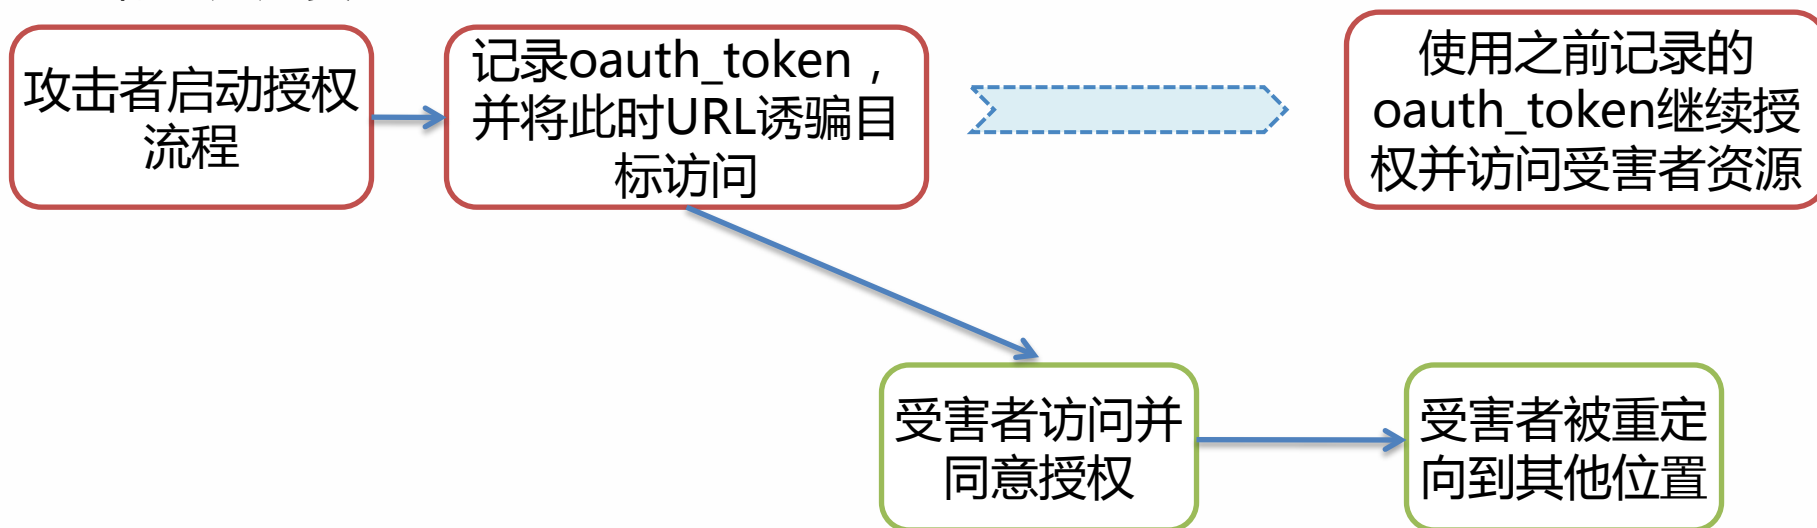 攻击者启动授权
流程
记录oauth_token，
并将此时URL诱骗目
标访问
使用之前记录的
oauth_token继续授
权并访问受害者资源
受害者访问并
同意授权
受害者被重定
向到其他位置